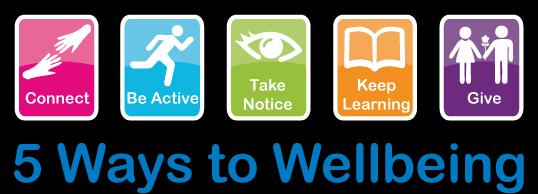 Connect
Be Active
Take
Notice
Keep
Learning
Give
5 Ways to Wellbeing